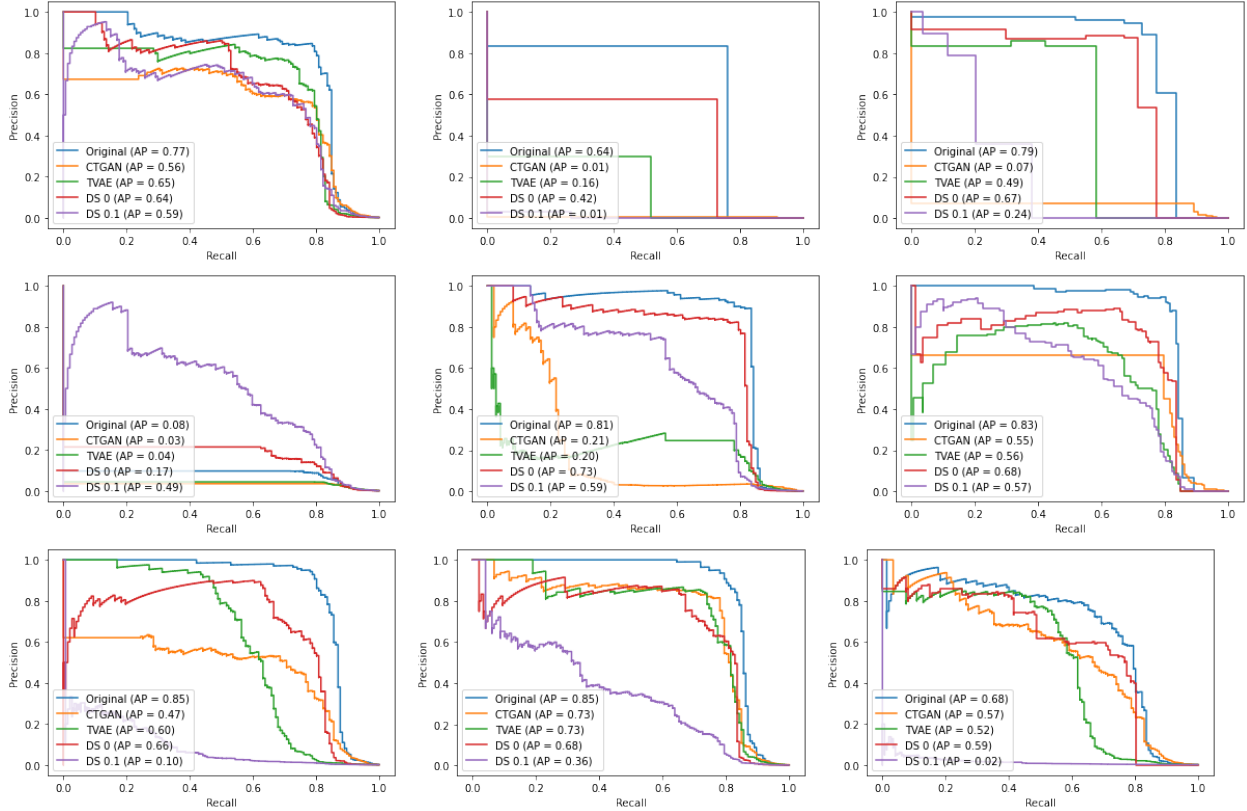 1.0
0.8
0.6
0.4
0.2
0.0
Precision
Original (AP = 0.77)
CTGAN (AP = 0.56)
TVAE (AP = 0.65)
DS 0 (AP = 0.64)
DS 0.1 (AP = 0.59)
0.0 0.2 0.4 0.6 0.8 1.0
Recall
1.0
0.8
0.6
0.4
0.2
0.0
Precision
Original (AP = 0.64)
CTGAN (AP = 0.01)
TVAE (AP = 0.16)
DS 0 (AP = 0.42)
DS 0.1 (AP = 0.01)
0.0 0.2 0.4 0.6 0.8 1.0
Recall
1.0
0.8
0.6
0.4
0.2
0.0
Precision
Original (AP = 0.79)
CTGAN (AP = 0.07)
TVAE (AP = 0.49)
DS 0 (AP = 0.67)
DS 0.1 (AP = 0.24)
0.0 0.2 0.4 0.6 0.8 1.0
Recall
1.0
0.8
0.6
0.4
0.2
0.0
Precision
Original (AP = 0.08)
CTGAN (AP = 0.03)
TVAE (AP = 0.04)
DS 0 (AP = 0.17)
DS 0.1 (AP = 0.49)
0.0 0.2 0.4 0.6 0.8 1.0
Recall
1.0
0.8
0.6
0.4
0.2
0.0
Precision
Original (AP = 0.81)
CTGAN (AP = 0.21)
TVAE (AP = 0.20)
DS 0 (AP = 0.73)
DS 0.1 (AP = 0.59)
0.0 0.2 0.4 0.6 0.8 1.0
Recall
1.0
0.8
0.6
0.4
0.2
0.0
Precision
Original (AP = 0.83)
CTGAN (AP = 0.55)
TVAE (AP = 0.56)
DS 0 (AP = 0.68)
DS 0.1 (AP = 0.57)
0.0 0.2 0.4 0.6 0.8 1.0
Recall
1.0
0.8
0.6
0.4
0.2
0.0
Precision
Original (AP = 0.85)
CTGAN (AP = 0.47)
TVAE (AP = 0.60)
DS 0 (AP = 0.66)
DS 0.1 (AP = 0.10)
0.0 0.2 0.4 0.6 0.8 1.0
Recall
1.0
0.8
0.6
0.4
0.2
0.0
Precision
Original (AP = 0.85)
CTGAN (AP = 0.73)
TVAE (AP = 0.73)
DS 0 (AP = 0.68)
DS 0.1 (AP = 0.36)
0.0 0.2 0.4 0.6 0.8 1.0
Recall
1.0
0.8
0.6
0.4
0.2
0.0
Precision
Original (AP = 0.68)
CTGAN (AP = 0.57)
TVAE (AP = 0.52)
DS 0 (AP = 0.59)
DS 0.1 (AP = 0.02)
0.0 0.2 0.4 0.6 0.8 1.0
Recall